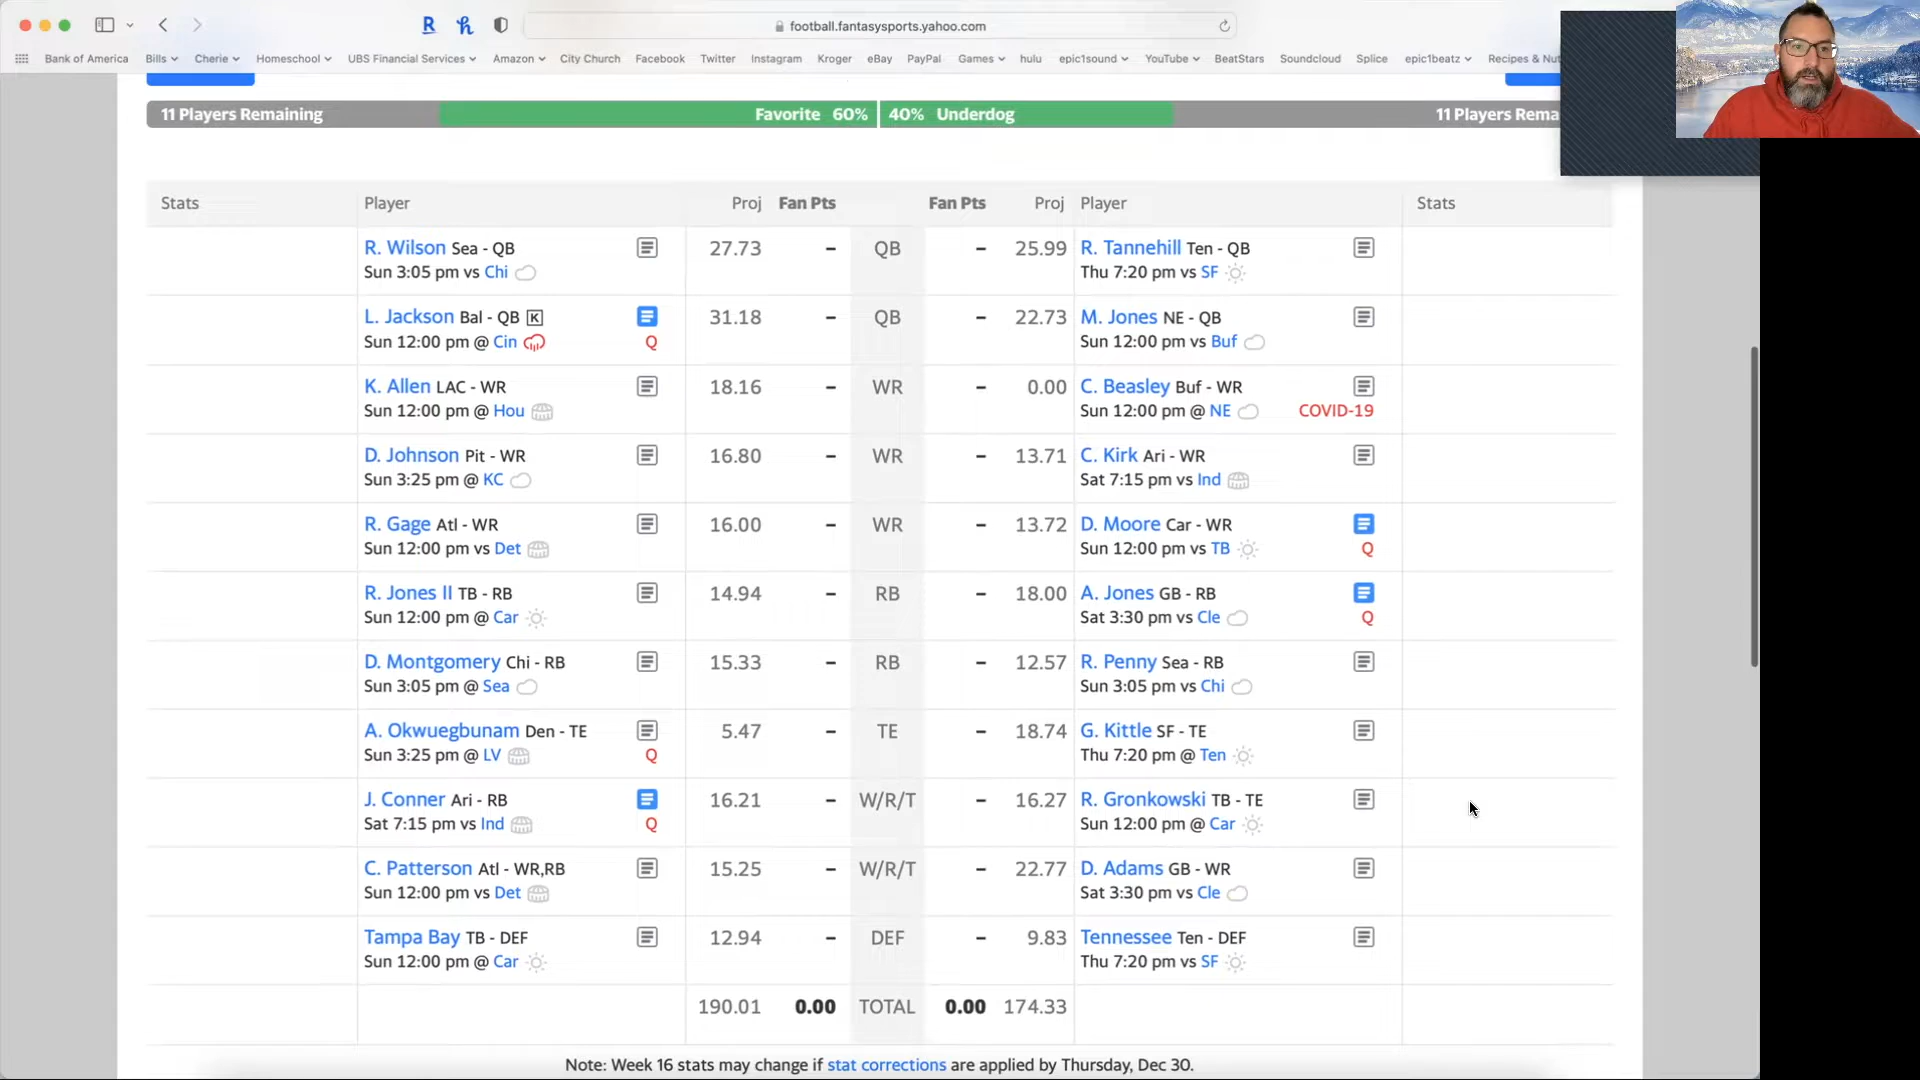 R
h
football.fantasysports.yahoo.com
Bank of America Bills Cherie Homeschool UBS Financial Services Amazon City Church Facebook Twitter Instagram Kroger eBay PayPal Games hulu epic1sound YouTube BeatStars Soundcloud Splice epic1beatz Recipes & Nut
11 Players Remaining Favorite 60% 40% Underdog 11 Players Rema
Stats Player Proj Fan Pts Fan Pts Proj Player Stats
R. Wilson Sea - QB 27.73 – QB – 25.99 R. Tannehill Ten - QB
Sun 3:05 pm vs Chi Thu 7:20 pm vs SF
L. Jackson Bal - QB K 31.18 – QB – 22.73 M. Jones NE - QB
Sun 12:00 pm @ Cin Q Sun 12:00 pm vs Buf
K. Allen LAC - WR 18.16 – WR – 0.00 C. Beasley Buf - WR
Sun 12:00 pm @ Hou Sun 12:00 pm @ NE COVID-19
D. Johnson Pit - WR 16.80 – WR – 13.71 C. Kirk Ari - WR
Sun 3:25 pm @ KC Sat 7:15 pm vs Ind
R. Gage Atl - WR 16.00 – WR – 13.72 D. Moore Car - WR
Sun 12:00 pm vs Det Sun 12:00 pm vs TB Q
R. Jones II TB - RB 14.94 – RB – 18.00 A. Jones GB - RB
Sun 12:00 pm @ Car Sat 3:30 pm vs Cle Q
D. Montgomery Chi - RB 15.33 – RB – 12.57 R. Penny Sea - RB
Sun 3:05 pm @ Sea Sun 3:05 pm vs Chi
A. Okwuegbunam Den - TE 5.47 – TE – 18.74 G. Kittle SF - TE
Sun 3:25 pm @ LV Q Thu 7:20 pm @ Ten
J. Conner Ari - RB 16.21 – W/R/T – 16.27 R. Gronkowski TB - TE
Sat 7:15 pm vs Ind Q Sun 12:00 pm @ Car
C. Patterson Atl - WR,RB 15.25 – W/R/T – 22.77 D. Adams GB - WR
Sun 12:00 pm vs Det Sat 3:30 pm vs Cle
Tampa Bay TB - DEF 12.94 – DEF – 9.83 Tennessee Ten - DEF
Sun 12:00 pm @ Car Thu 7:20 pm vs SF
190.01 0.00 TOTAL 0.00 174.33
Note: Week 16 stats may change if stat corrections are applied by Thursday, Dec 30.